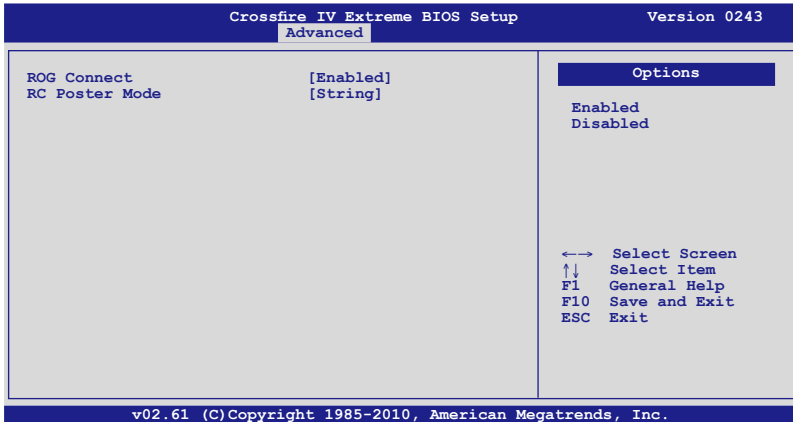 Crossfire IV Extreme BIOS Setup Version 0243
Advanced
ROG Connect [Enabled]
RC Poster Mode [String]
Options
Enabled
Disabled
←→ Select Screen
↑↓ Select Item
F1 General Help
F10 Save and Exit
ESC Exit
v02.61 (C)Copyright 1985-2010, American Megatrends, Inc.